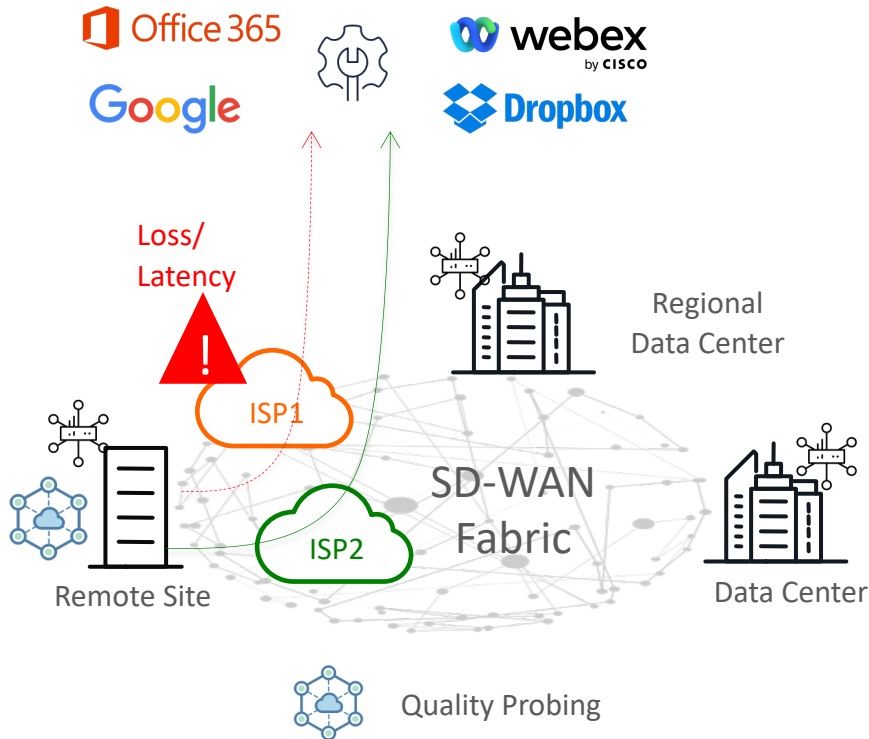 Office 365
webex
by CISCO
Google
Dropbox
Loss/
Latency
!
Regional
Data Center
ISP1
SD-WAN
Fabric
ISP2
Remote Site
Data Center
Quality Probing